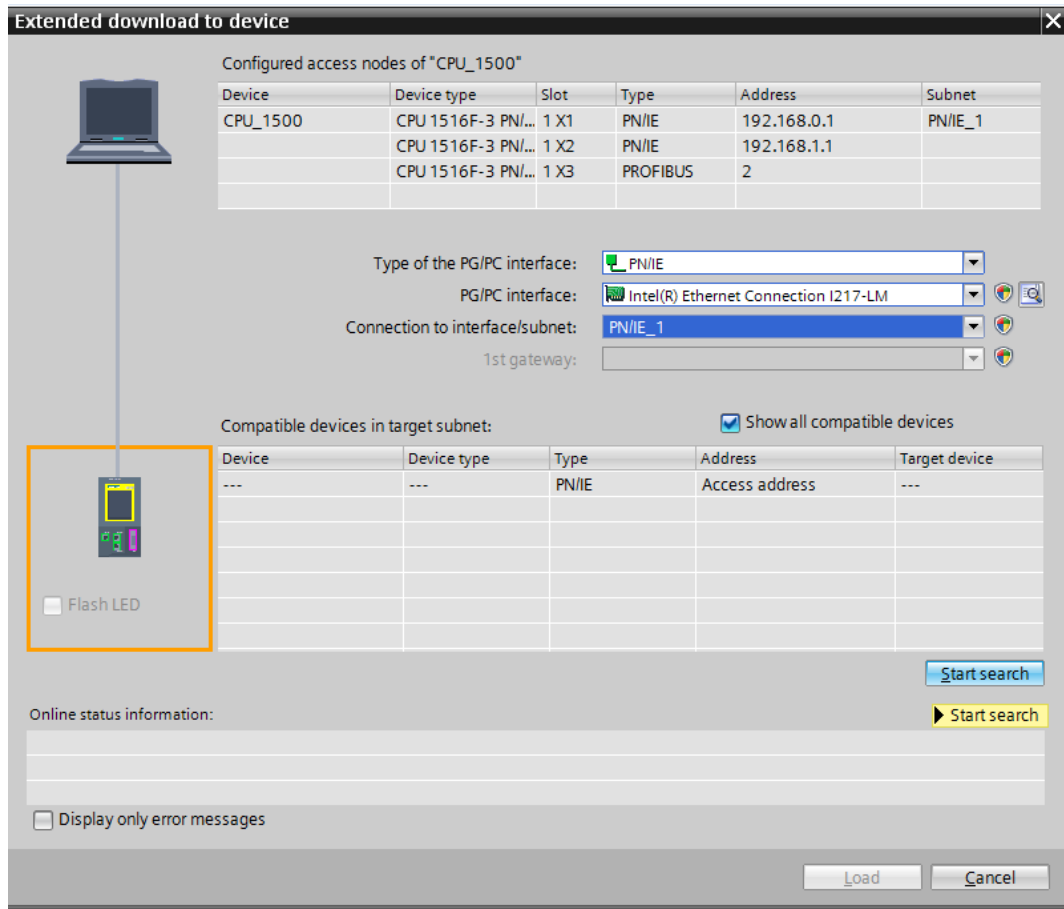 Extended download to device
Configured access nodes of "CPU_1500"
Device Device type Slot Type Address Subnet
CPU_1500 CPU 1516F-3 PN/... 1 X1 PN/IE 192.168.0.1 PN/IE_1
CPU 1516F-3 PN/... 1 X2 PN/IE 192.168.1.1
CPU 1516F-3 PN/... 1 X3 PROFIBUS 2
Type of the PG/PC interface: PN/IE
PG/PC interface: Intel(R) Ethernet Connection I217-LM
Connection to interface/subnet: PN/IE_1
1st gateway:
Compatible devices in target subnet: Show all compatible devices
Device Device type Type Address Target device
--- --- PN/IE Access address ---
Flash LED
Start search
Online status information: Start search
Display only error messages
Load Cancel